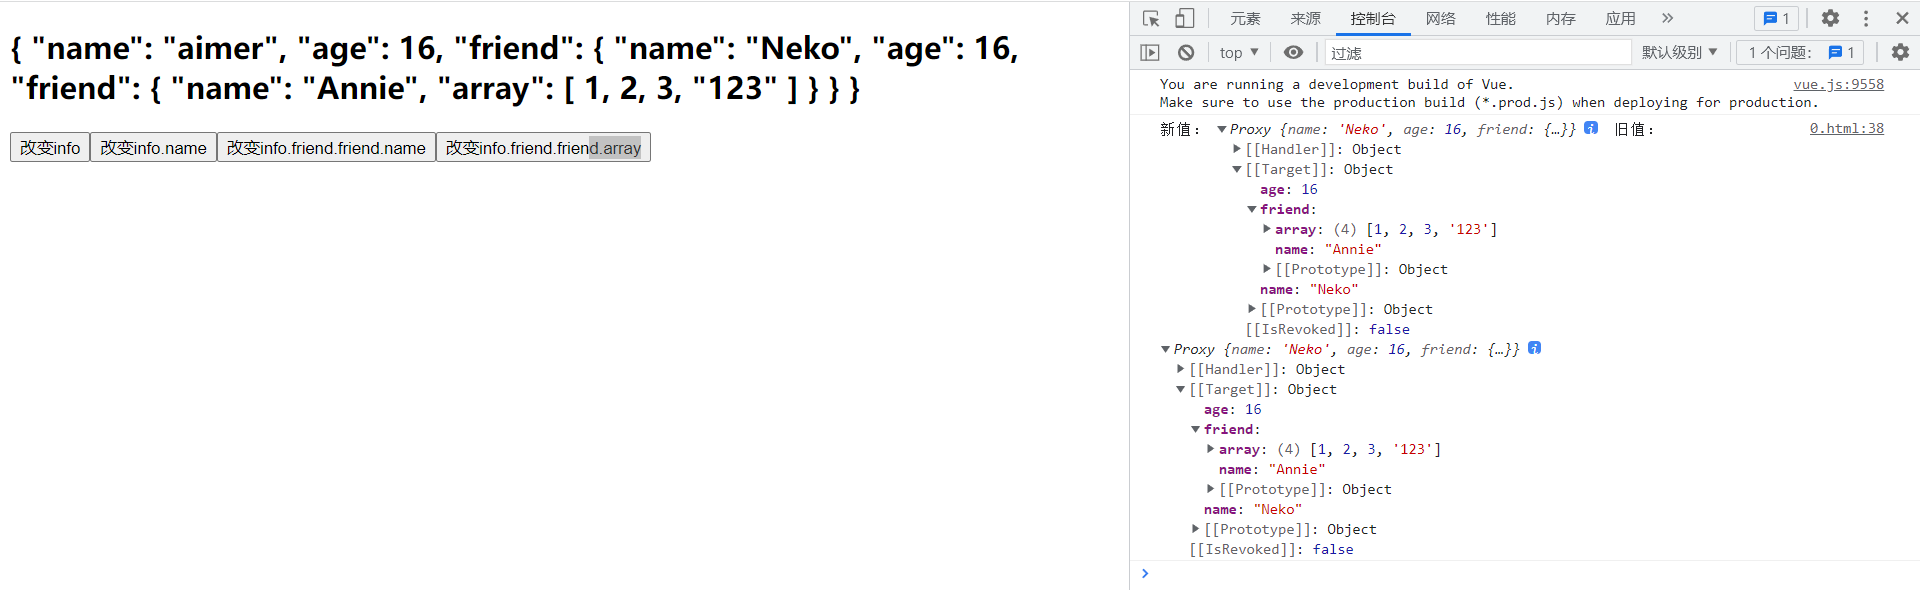 { "name": "aimer", "age": 16, "friend": { "name": "Neko", "age": 16,
"friend": { "name": "Annie", "array": [ 1, 2, 3, "123" ] } } }
改变info 改变info.name 改变info.friend.friend.name 改变info.friend.friend.array
元素 来源 控制台 网络 性能 内存 应用 » 1
top ▼ 过滤 默认级别 ▼ 1 个问题: 1
You are running a development build of Vue. vue.js:9558
Make sure to use the production build (*.prod.js) when deploying for production.
新值: ▼Proxy {name: 'Neko', age: 16, friend: {…}} i 旧值: 0.html:38
▶[[Handler]]: Object
▼[[Target]]: Object
age: 16
▼friend:
▶array: (4) [1, 2, 3, '123']
name: "Annie"
▶[[Prototype]]: Object
name: "Neko"
▶[[Prototype]]: Object
[[IsRevoked]]: false
▼Proxy {name: 'Neko', age: 16, friend: {…}} i
▶[[Handler]]: Object
▼[[Target]]: Object
age: 16
▼friend:
▶array: (4) [1, 2, 3, '123']
name: "Annie"
▶[[Prototype]]: Object
name: "Neko"
▶[[Prototype]]: Object
[[IsRevoked]]: false